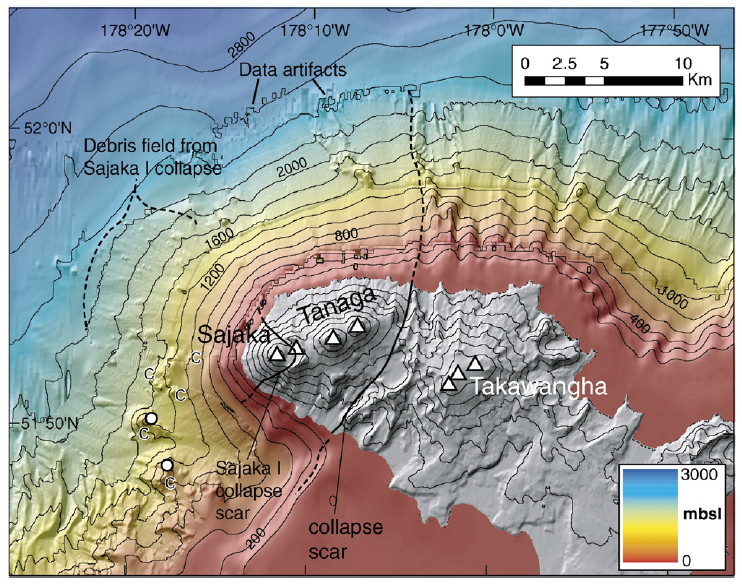 178°20'W
178°10'W
178°0'W
177°50'W
2800
0 2.5 5 10
Km
Data artifacts
52°0'N
Debris field from
Sajaka I collapse
2000
1600
800
1200
1000
400
Tanaga
Sajaka
C
C
C
Takawangha
51°50'N
C
C
Sajaka I
collapse
scar
0
collapse
scar
200
3000
mbsl
0